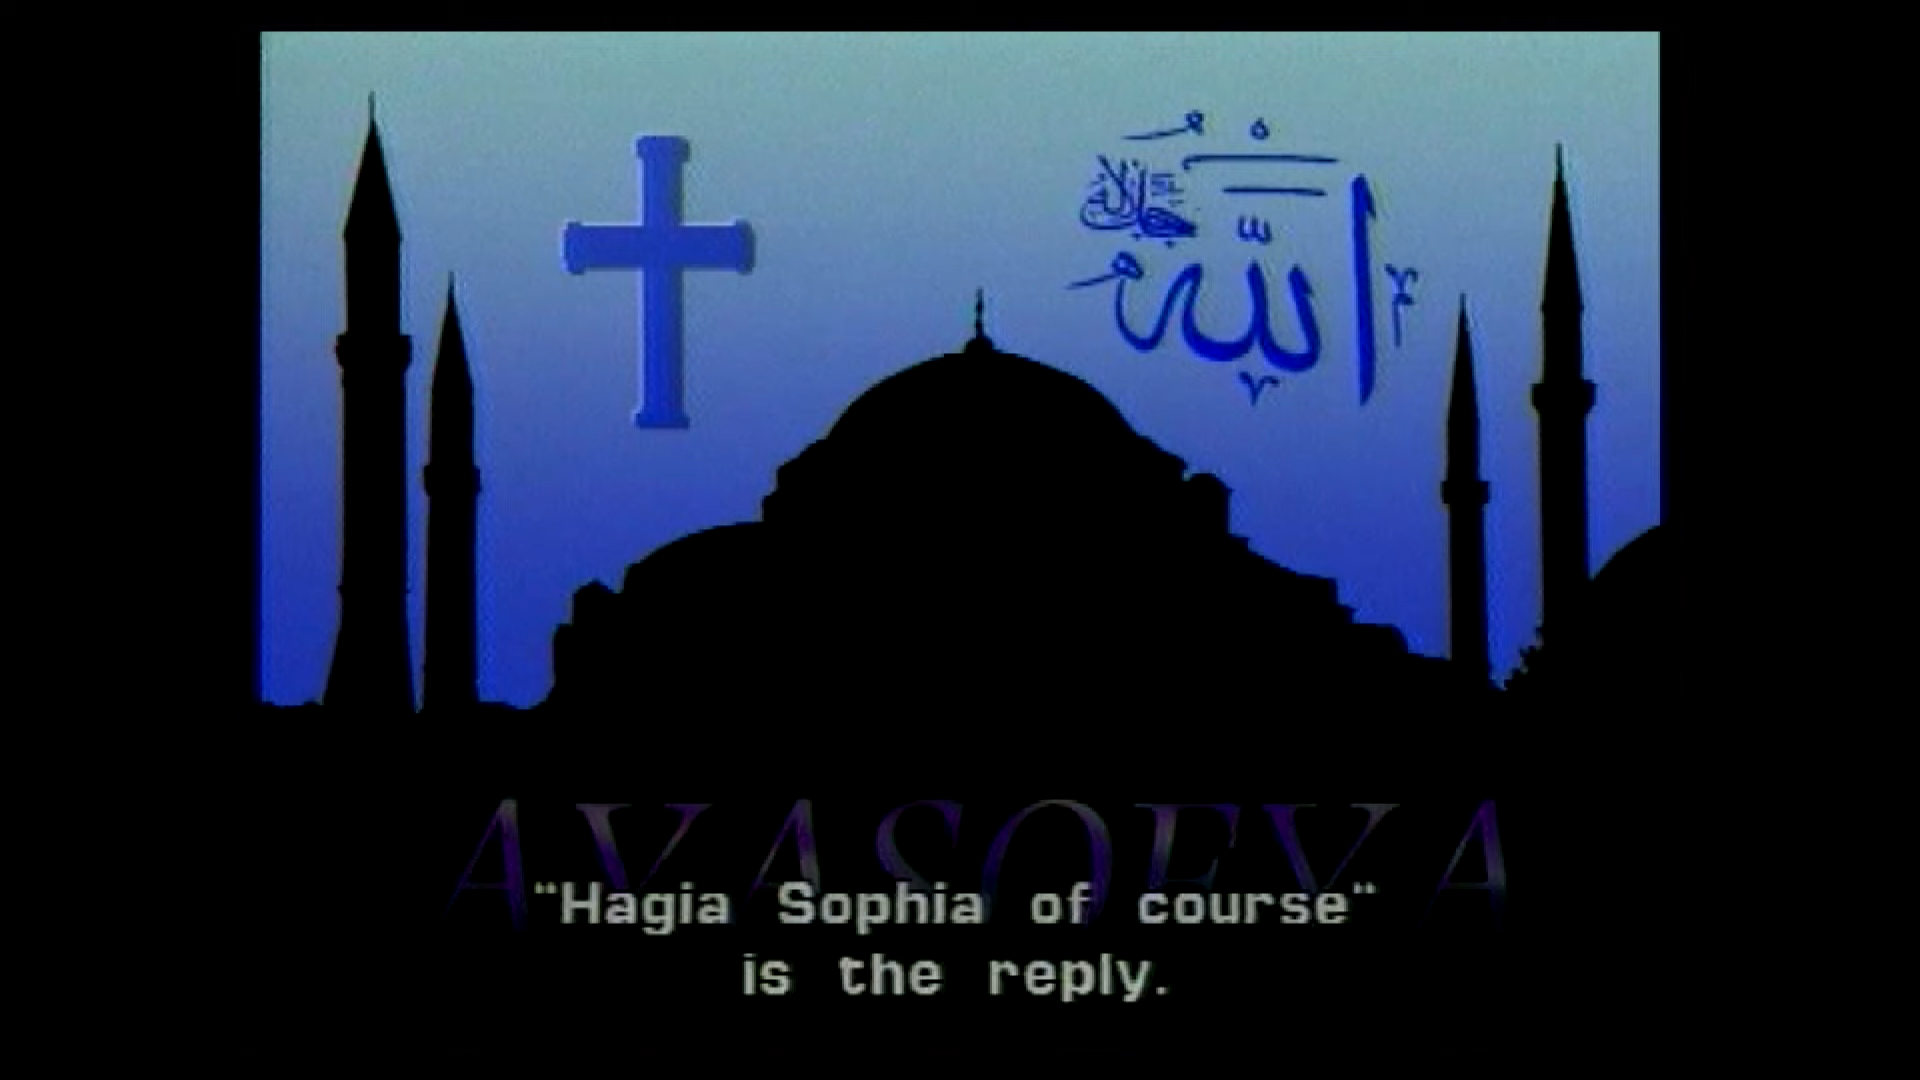 الله
جل جلاله
AYASOFYA
"Hagia Sophia of course"
is the reply.